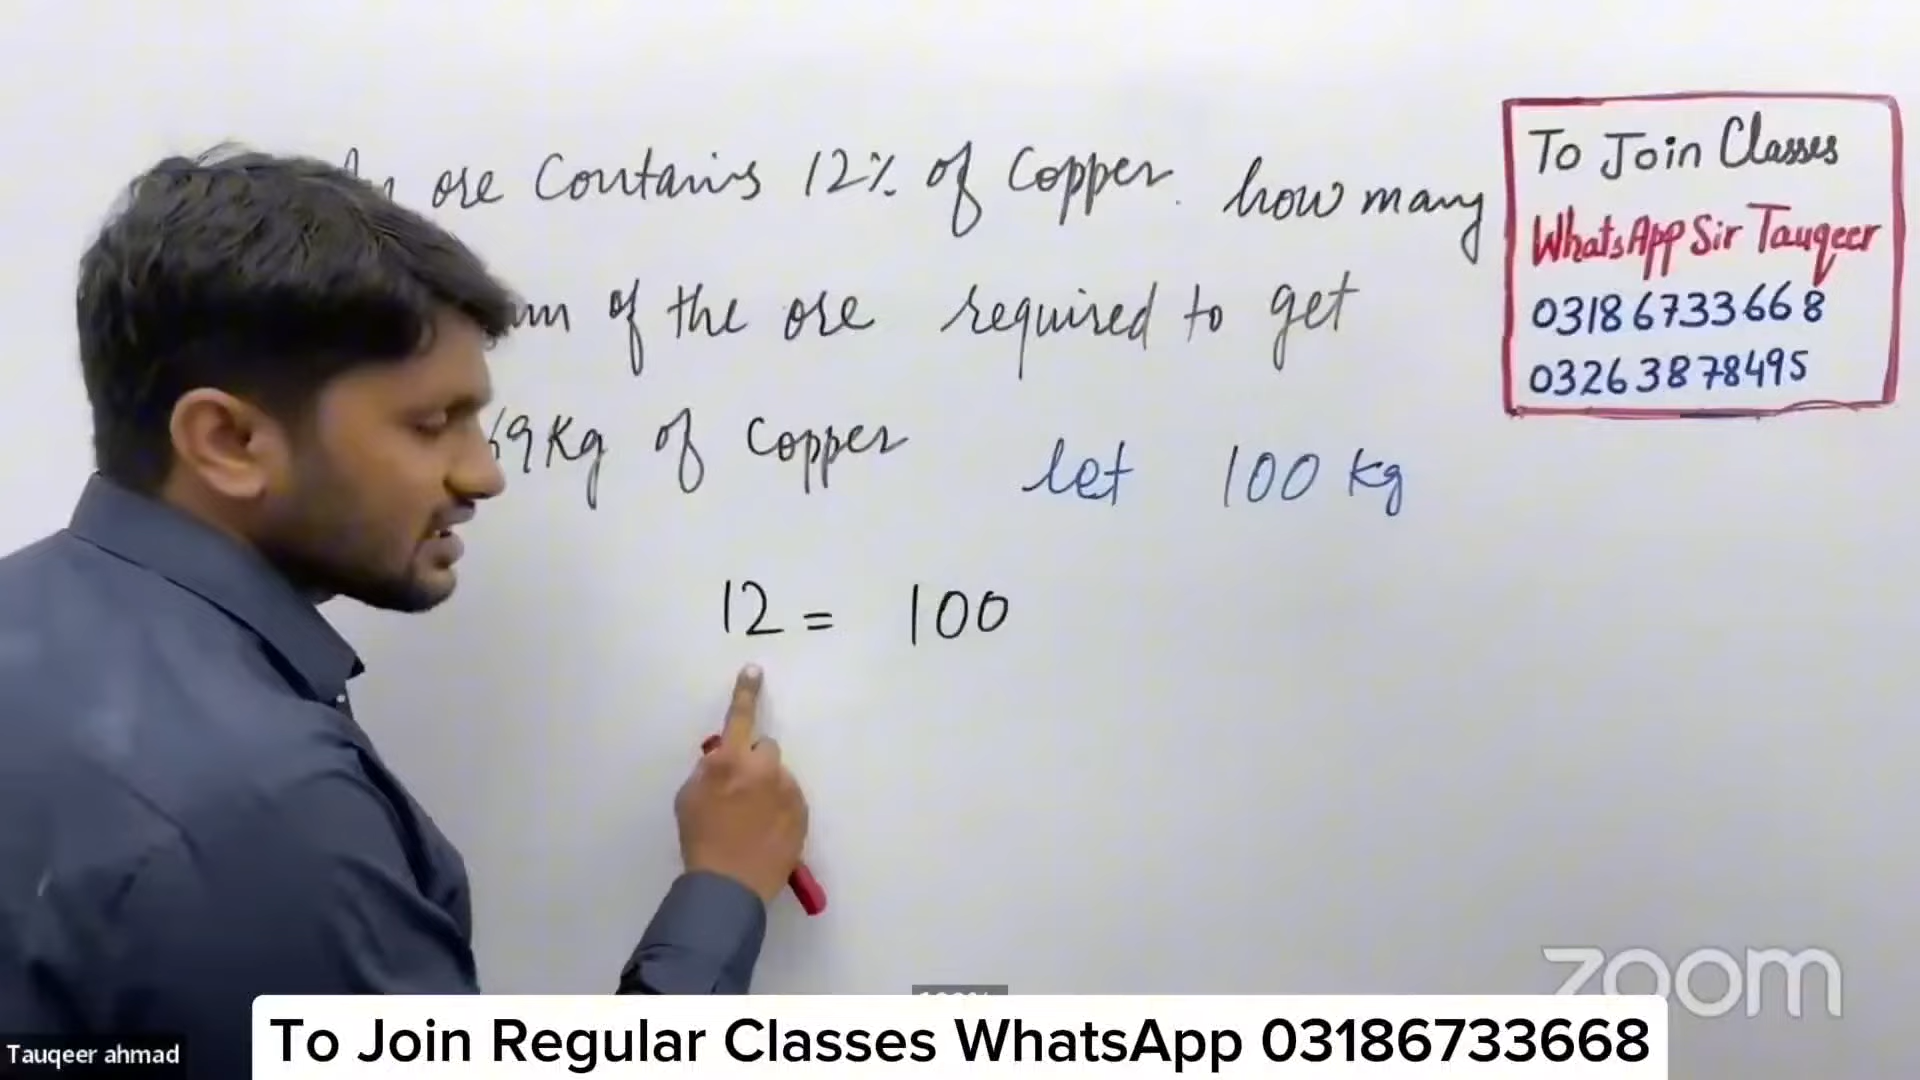 ore Contains 12% of Copper. how many
of the ore required to get
69 Kg of Copper
let 100 kg
12 = 100
To Join Classes
WhatsApp Sir Tauqeer
03186733668
03263878495
zoom
Tauqeer ahmad
To Join Regular Classes WhatsApp 03186733668